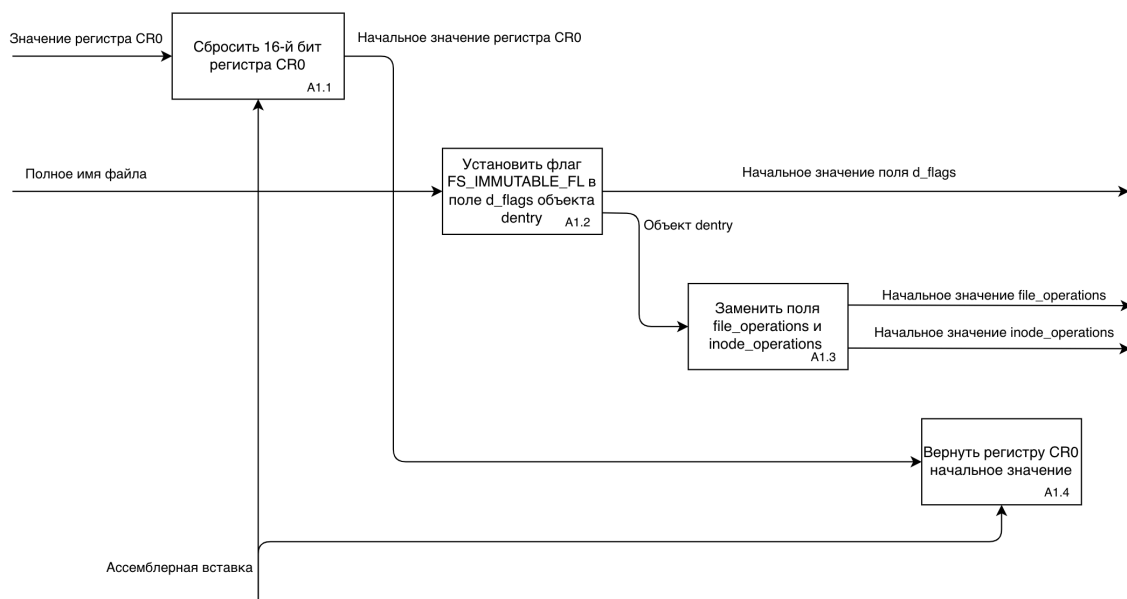 Значение регистра CR0
Сбросить 16-й бит
регистра CR0
A1.1
Начальное значение регистра CR0
Полное имя файла
Установить флаг
FS_IMMUTABLE_FL в
поле d_flags объекта
dentry
A1.2
Начальное значение поля d_flags
Объект dentry
Заменить поля
file_operations и
inode_operations
A1.3
Начальное значение file_operations
Начальное значение inode_operations
Вернуть регистру CR0
начальное значение
A1.4
Ассемблерная вставка